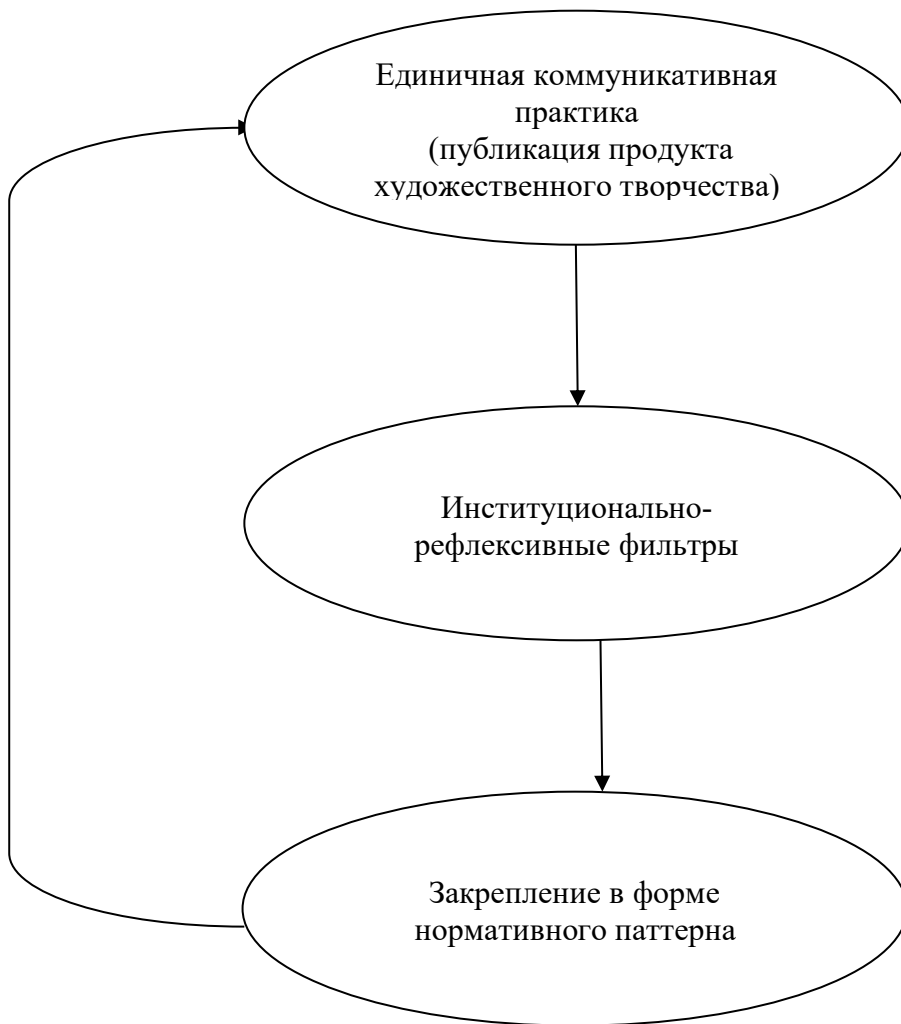 Единичная коммуникативная
практика
(публикация продукта
художественного творчества)
Институционально-
рефлексивные фильтры
Закрепление в форме
нормативного паттерна